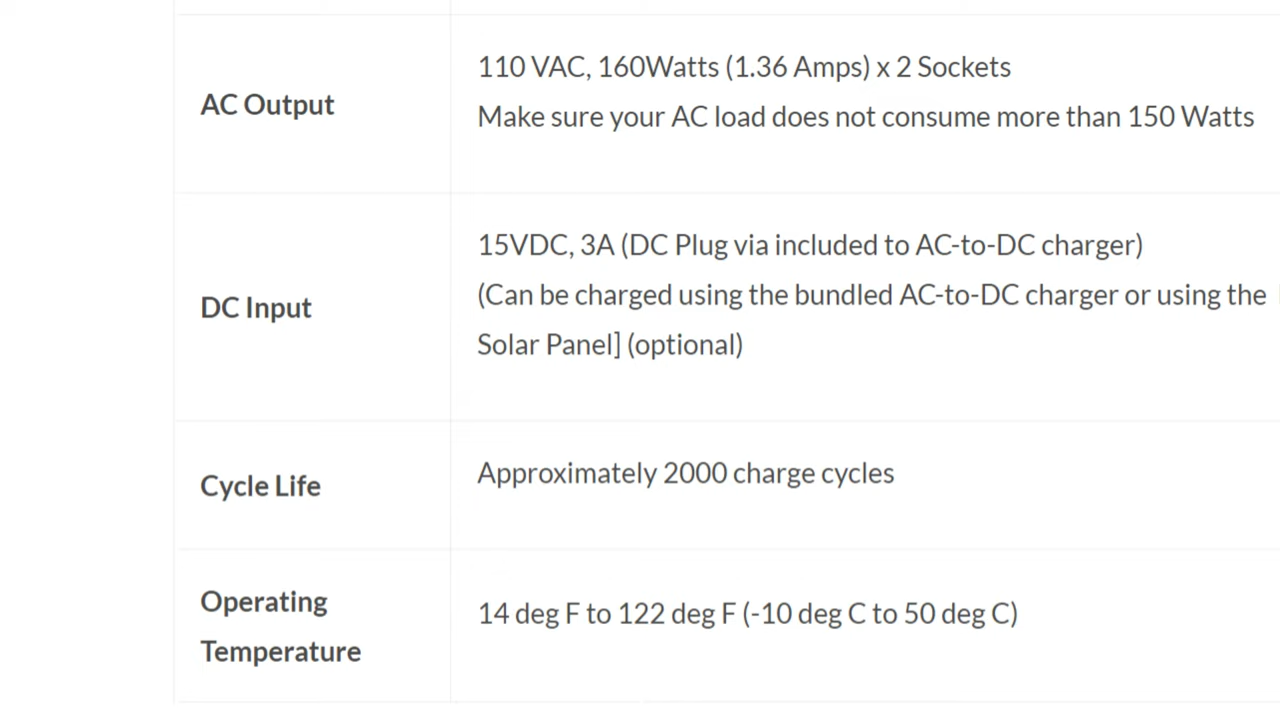 AC Output
110 VAC, 160Watts (1.36 Amps) x 2 Sockets
Make sure your AC load does not consume more than 150 Watts
DC Input
15VDC, 3A (DC Plug via included to AC-to-DC charger)
(Can be charged using the bundled AC-to-DC charger or using the
Solar Panel] (optional)
Cycle Life
Approximately 2000 charge cycles
Operating
Temperature
14 deg F to 122 deg F (-10 deg C to 50 deg C)